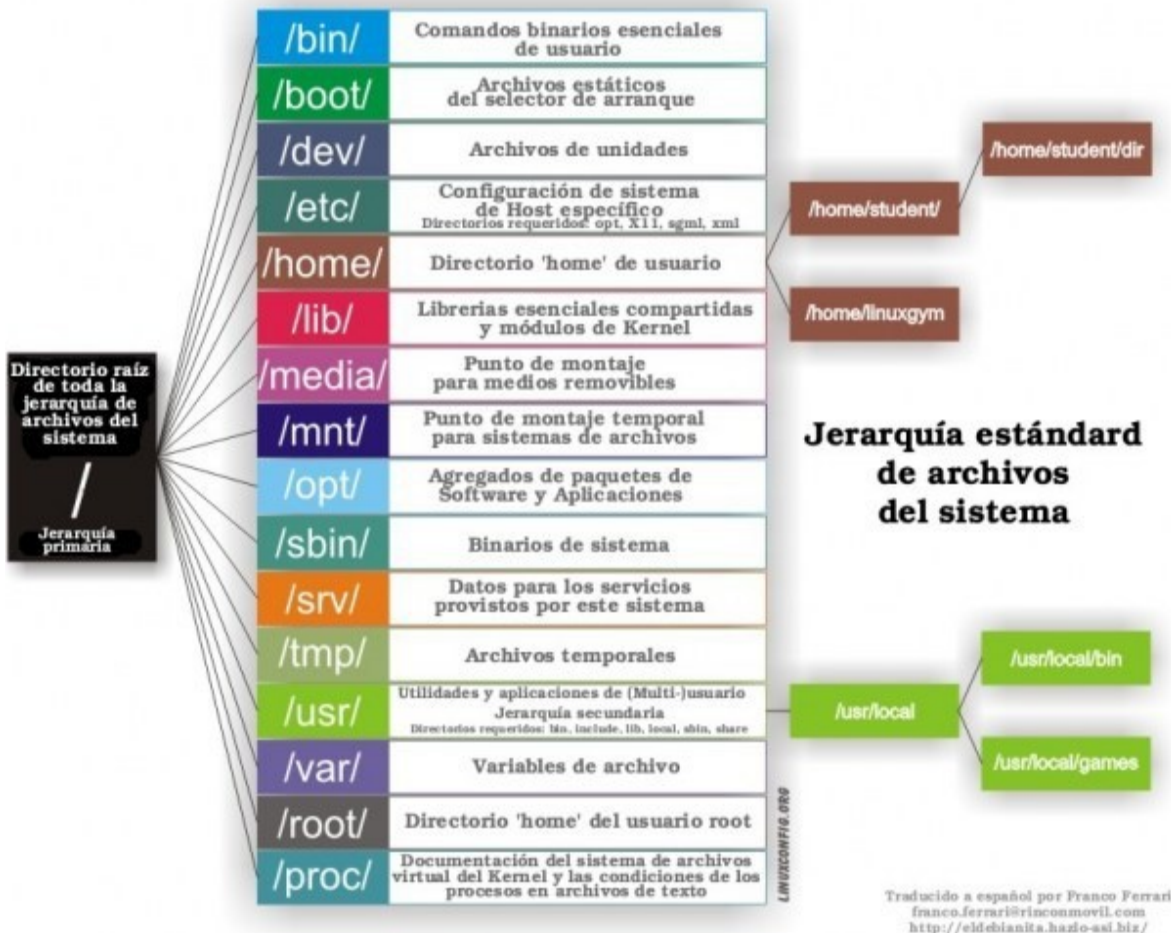 Directorio raíz
de toda la
jerarquía de
archivos del
sistema
/
Jerarquía
primaria
/bin/
Comandos binarios esenciales
de usuario
/boot/
Archivos estáticos
del selector de arranque
/dev/
Archivos de unidades
/etc/
Configuración de sistema
de Host específico
Directorios requeridos: opt, X11, sgml, xml
/home/
Directorio 'home' de usuario
/lib/
Librerias esenciales compartidas
y módulos de Kernel
/media/
Punto de montaje
para medios removibles
/mnt/
Punto de montaje temporal
para sistemas de archivos
/opt/
Agregados de paquetes de
Software y Aplicaciones
/sbin/
Binarios de sistema
/srv/
Datos para los servicios
provistos por este sistema
/tmp/
Archivos temporales
/usr/
Utilidades y aplicaciones de (Multi-)usuario
Jerarquía secundaria
Directorios requeridos: bin, include, lib, local, sbin, share
/var/
Variables de archivo
/root/
Directorio 'home' del usuario root
/proc/
Documentación del sistema de archivos
virtual del Kernel y las condiciones de los
procesos en archivos de texto
/home/student/
/home/student/dir
/home/linuxgym
Jerarquía estándard
de archivos
del sistema
/usr/local
/usr/local/bin
/usr/local/games
LINUXCONFIG.ORG
Traducido a español por Franco Ferrari
franco.ferrari@rinconmovil.com
http://eldebianita.hazlo-asi.biz/